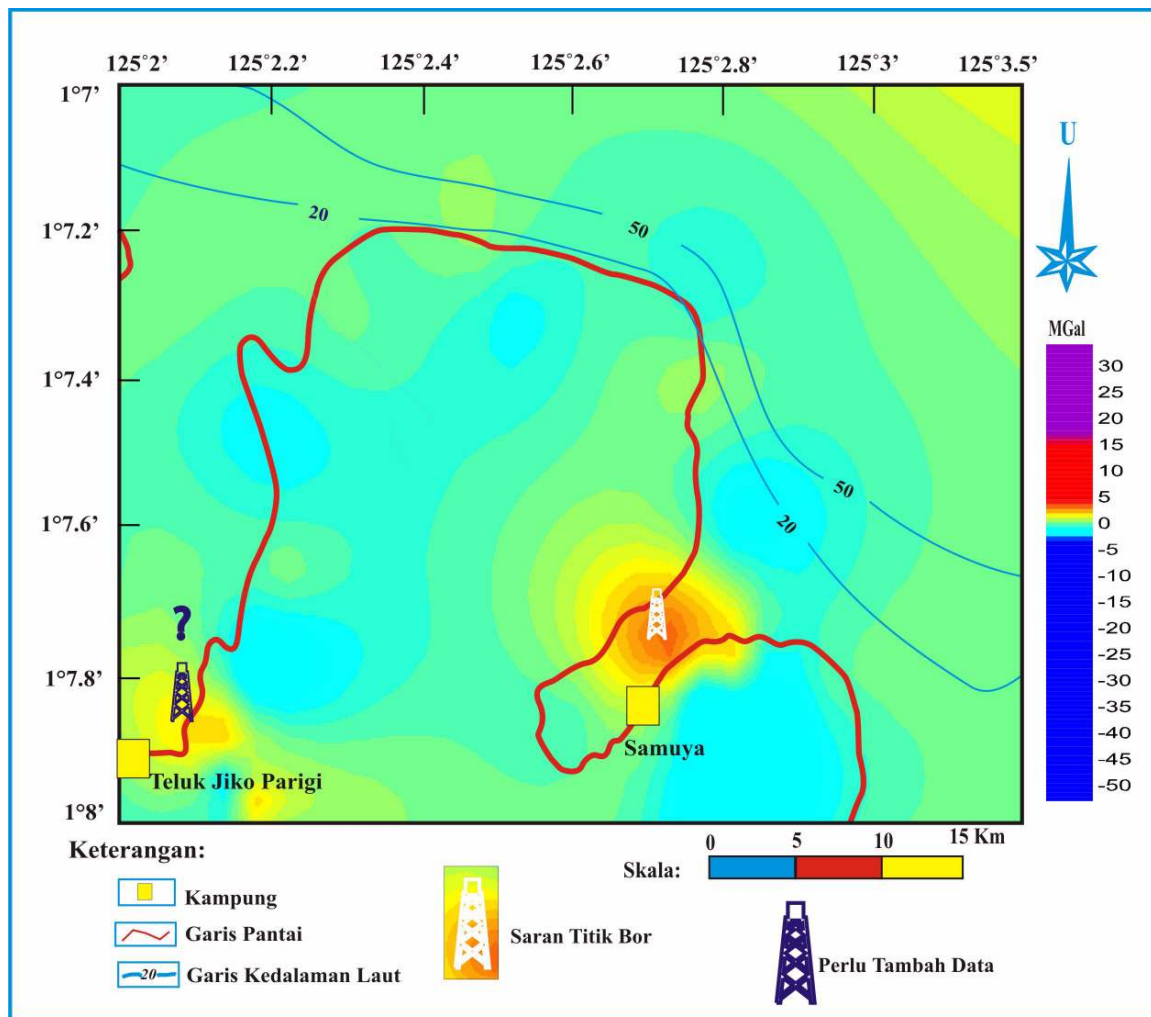 125°2' 125°2.2' 125°2.4' 125°2.6' 125°2.8' 125°3' 125°3.5'
1°7'
U
20
50
1°7.2'
MGal
30
25
20
15
10
5
0
-5
-10
-15
-20
-25
-30
-35
-40
-45
-50
1°7.4'
50
20
1°7.6'
?
1°7.8'
Samuya
Teluk Jiko Parigi
1°8'
Keterangan:
Skala: 0 5 10 15 Km
Kampung
Garis Pantai
20 Garis Kedalaman Laut
Saran Titik Bor
Perlu Tambah Data